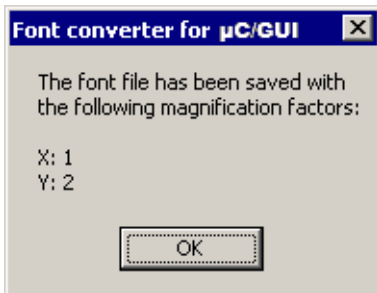 Font converter for µC/GUI
The font file has been saved with
the following magnification factors:
X: 1
Y: 2
OK